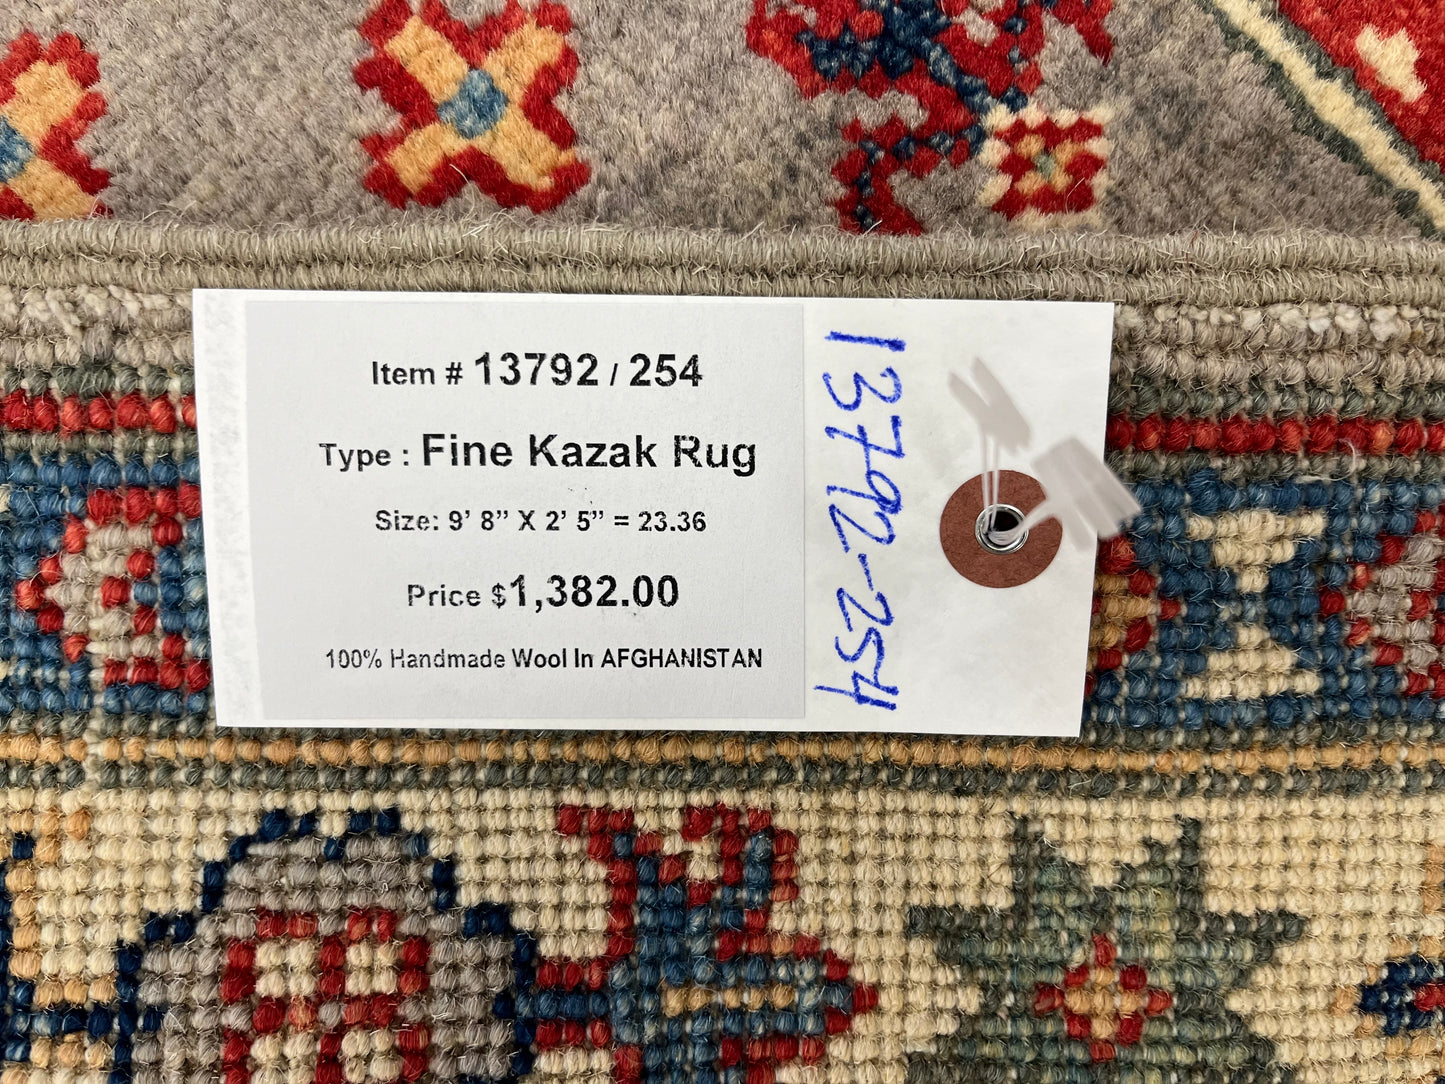 Item # 13792 / 254
Type : Fine Kazak Rug
Size: 9’ 8” X 2’ 5” = 23.36
Price $1,382.00
100% Handmade Wool In AFGHANISTAN
13792-254